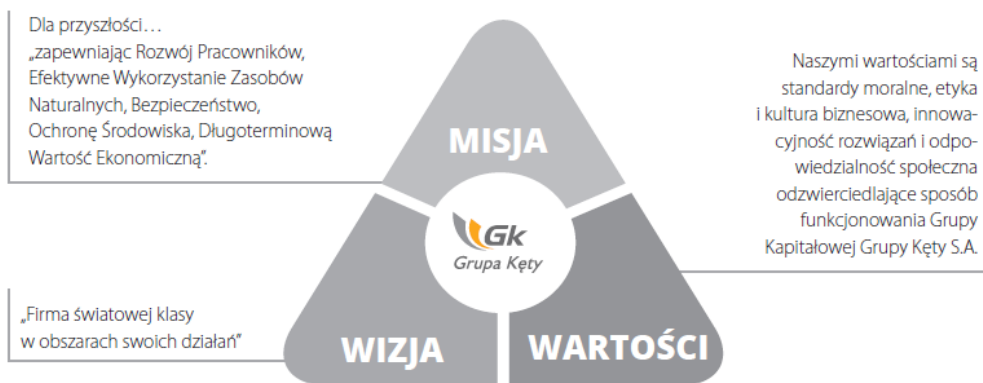 Dla przyszłości…
„zapewniając Rozwój Pracowników,
Efektywne Wykorzystanie Zasobów
Naturalnych, Bezpieczeństwo,
Ochronę Środowiska, Długoterminową
Wartość Ekonomiczną”.
MISJA
Naszymi wartościami są
standardy moralne, etyka
i kultura biznesowa, innowa-
cyjność rozwiązań i odpo-
wiedzialność społeczna
odzwierciedlające sposób
funkcjonowania Grupy
Kapitałowej Grupy Kęty S.A.
Gk
Grupa Kęty
„Firma światowej klasy
w obszarach swoich działań”
WIZJA
WARTOŚCI